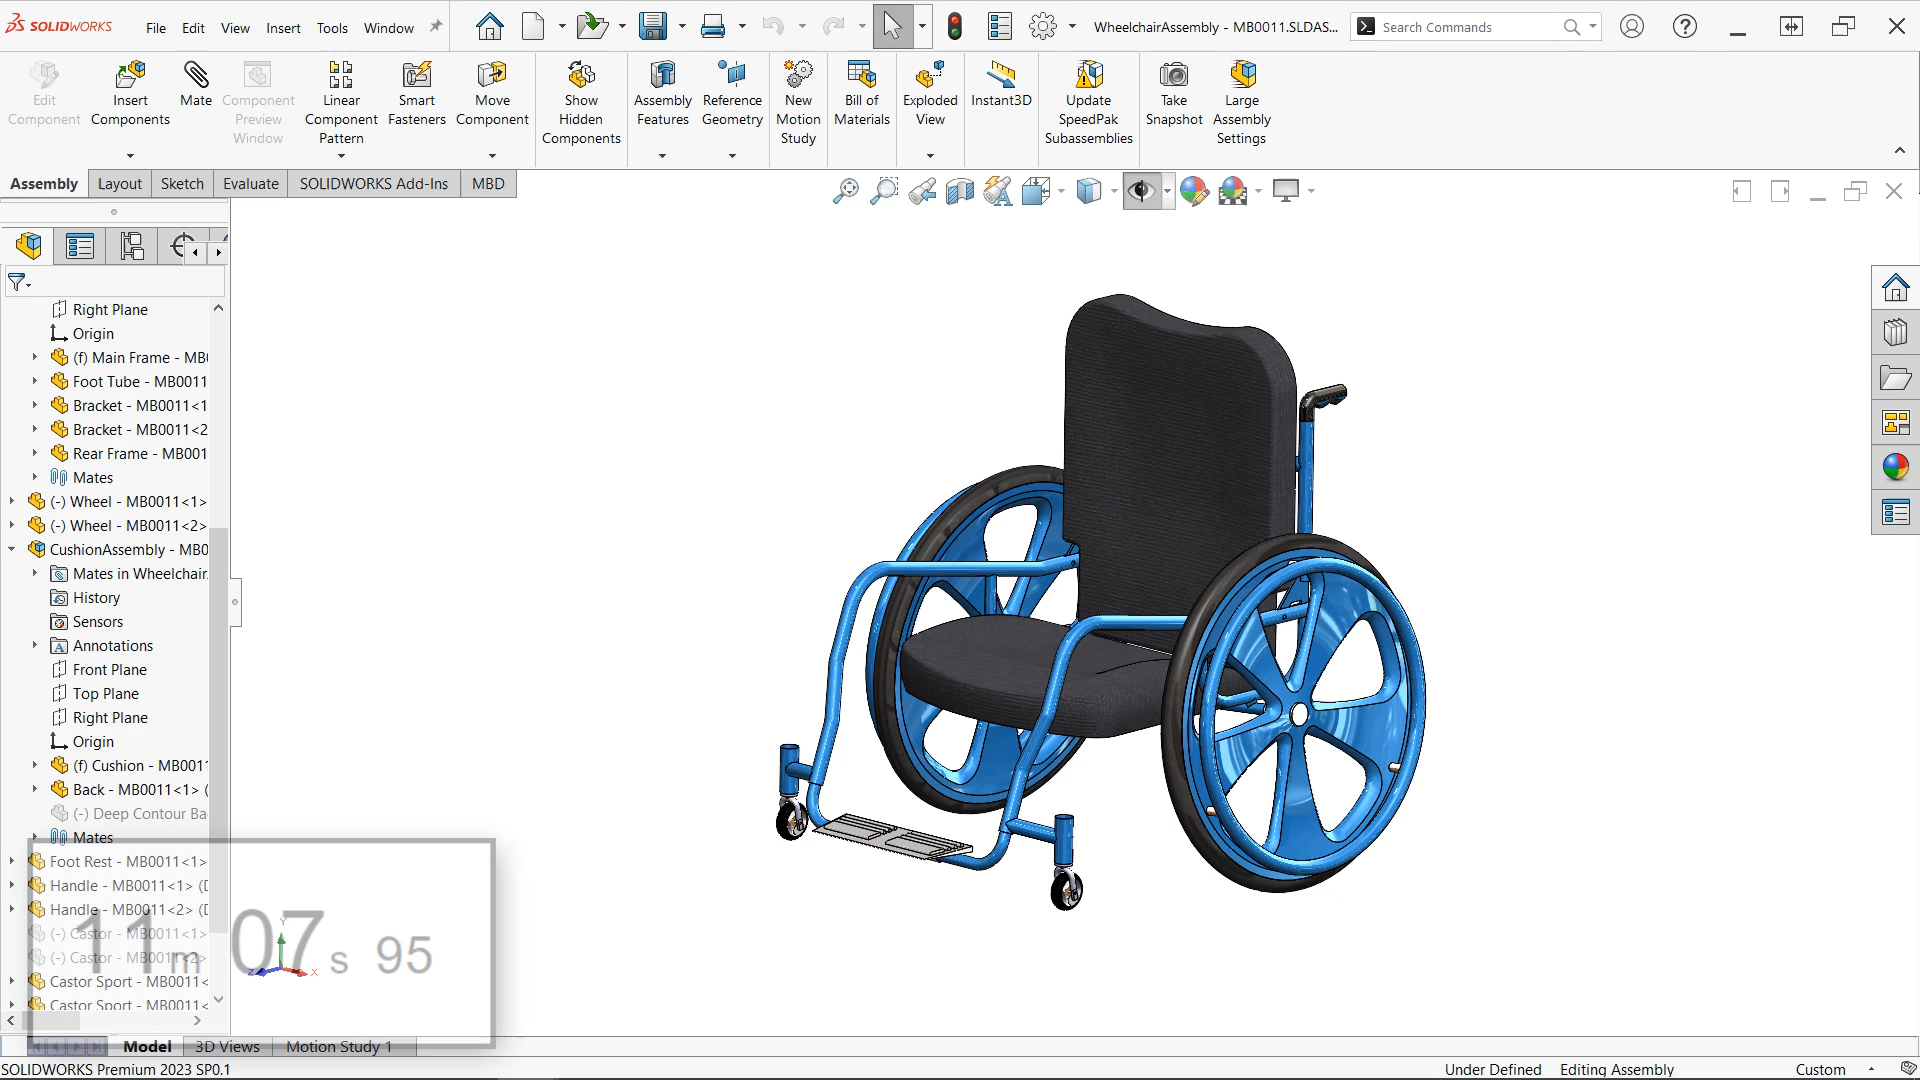 SOLIDWORKS File Edit View Insert Tools Window WheelchairAssembly - MB0011.SLDAS... Search Commands
Edit Component
Insert Components
Mate
Component Preview Window
Linear Component Pattern
Smart Fasteners
Move Component
Show Hidden Components
Assembly Features
Reference Geometry
New Motion Study
Bill of Materials
Exploded View
Instant3D
Update SpeedPak Subassemblies
Take Snapshot
Large Assembly Settings
Assembly Layout Sketch Evaluate SOLIDWORKS Add-Ins MBD
Right Plane
Origin
(f) Main Frame - MB
Foot Tube - MB0011
Bracket - MB0011<1
Bracket - MB0011<2
Rear Frame - MB001
Mates
(-) Wheel - MB0011<1>
(-) Wheel - MB0011<2>
CushionAssembly - MB0
Mates in Wheelchair
History
Sensors
Annotations
Front Plane
Top Plane
Right Plane
Origin
(f) Cushion - MB001
Back - MB0011<1> (
(-) Deep Contour Ba
Mates
Foot Rest - MB0011<1>
Handle - MB0011<1> (D
Handle - MB0011<2> (D
(-) Castor - MB0011<1>
(-) Castor - MB0011<2>
Castor Sport - MB0011<
Castor Sport - MB0011<
11m 07s 95
Y
Z X
Model 3D Views Motion Study 1
SOLIDWORKS Premium 2023 SP0.1 Under Defined Editing Assembly Custom